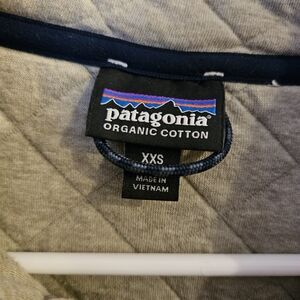 patagonia®
ORGANIC COTTON
XXS
MADE IN
VIETNAM